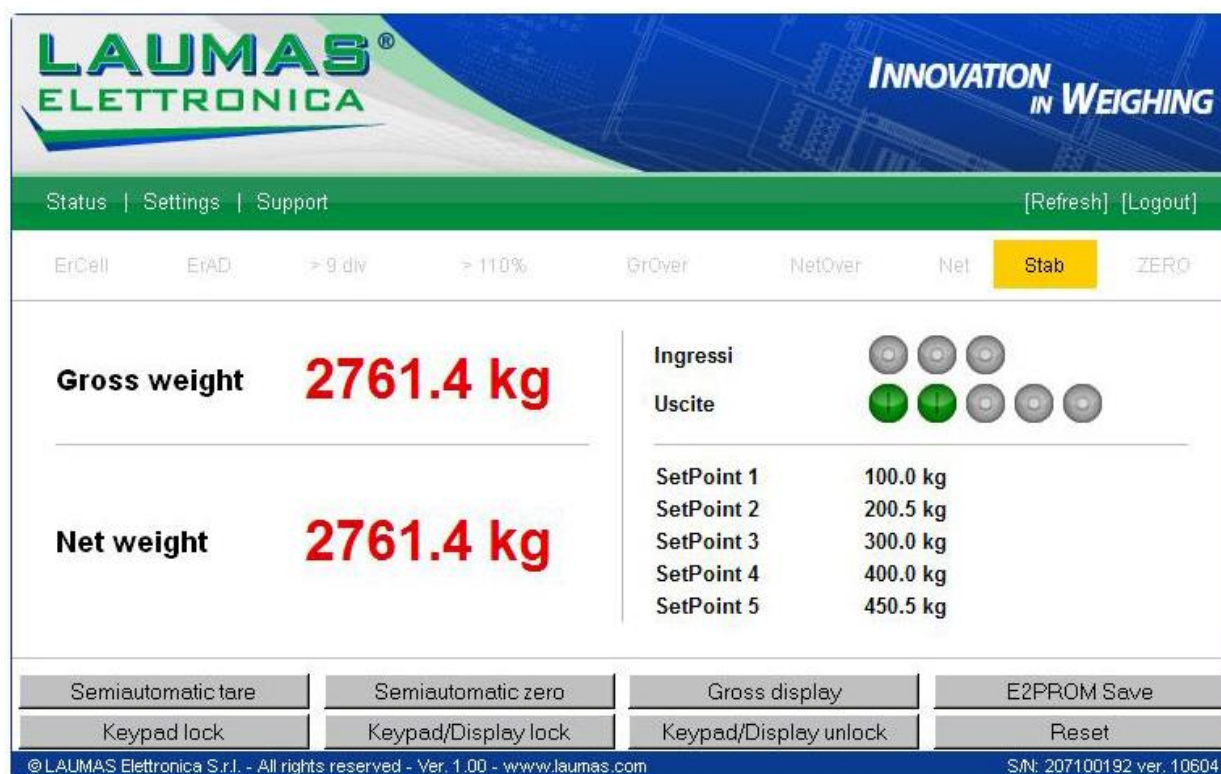 LAUMAS®
ELETTRONICA
INNOVATION
IN WEIGHING
Status | Settings | Support [Refresh] [Logout]
ErCell ErAD > 9 div > 110% GrOver NetOver Net Stab ZERO
Gross weight 2761.4 kg
Ingressi
Uscite
Net weight 2761.4 kg
SetPoint 1 100.0 kg
SetPoint 2 200.5 kg
SetPoint 3 300.0 kg
SetPoint 4 400.0 kg
SetPoint 5 450.5 kg
Semiautomatic tare Semiautomatic zero Gross display E2PROM Save
Keypad lock Keypad/Display lock Keypad/Display unlock Reset
© LAUMAS Elettronica S.r.l. - All rights reserved - Ver. 1.00 - www.laumas.com S/N: 207100192 ver. 10604